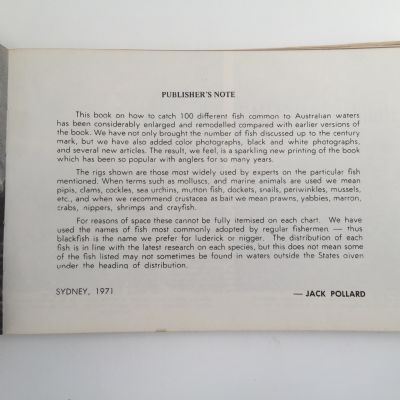 PUBLISHER'S NOTE
This book on how to catch 100 different fish common to Australian waters
has been considerably enlarged and remodelled compared with earlier versions of
the book. We have not only brought the number of fish discussed up to the century
mark, but we have also added color photographs, black and white photographs,
and several new articles. The result, we feel, is a sparkling new printing of the book
which has been so popular with anglers for so many years.
The rigs shown are those most widely used by experts on the particular fish
mentioned. When terms such as molluscs, and marine animals are used we mean
pipis, clams, cockles, sea urchins, mutton fish, dockets, snails, periwinkles, mussels,
etc., and when we recommend crustacea as bait we mean prawns, yabbies, marron,
crabs, nippers, shrimps and crayfish.
For reasons of space these cannot be fully itemised on each chart. We have
used the names of fish most commonly adopted by regular fishermen — thus
blackfish is the name we prefer for luderick or nigger. The distribution of each
fish is in line with the latest research on each species, but this does not mean some
of the fish listed may not sometimes be found in waters outside the States given
under the heading of distribution.
SYDNEY, 1971
— JACK POLLARD